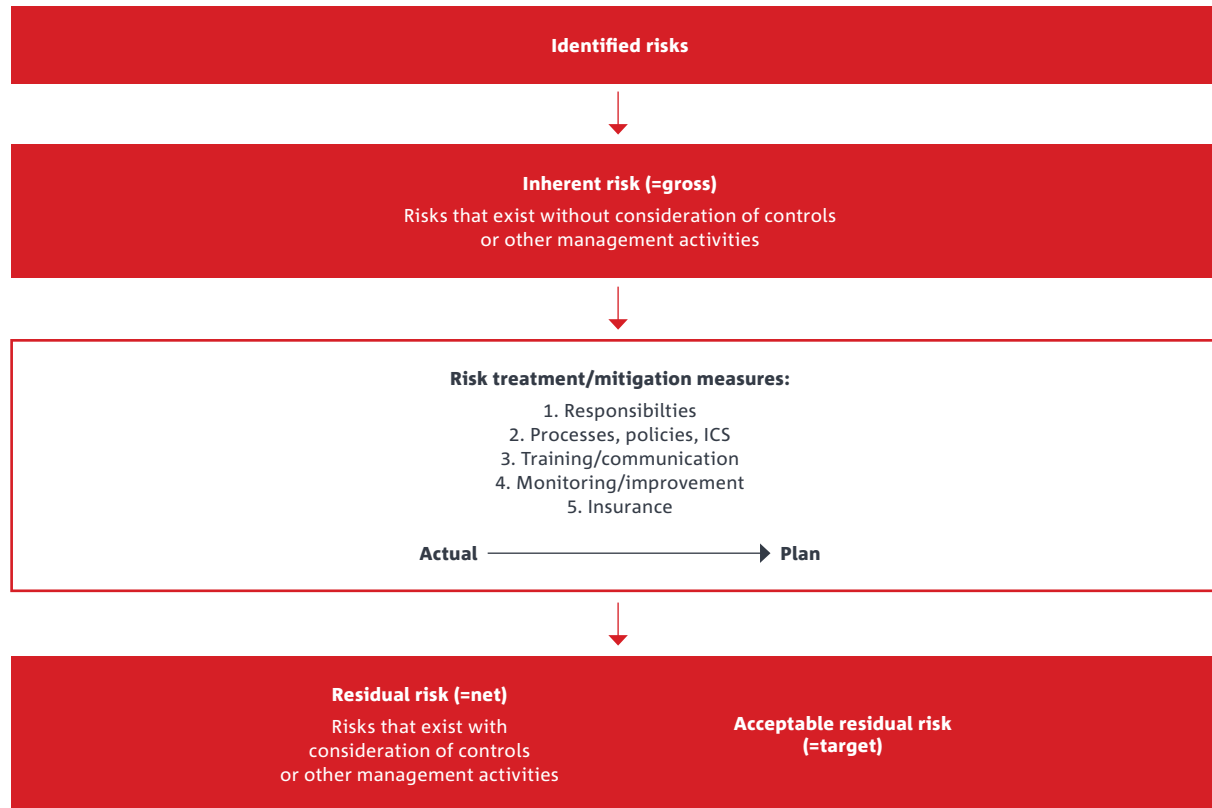 Identified risks
Inherent risk (=gross)
Risks that exist without consideration of controls
or other management activities
Risk treatment/mitigation measures:
1. Responsibilties
2. Processes, policies, ICS
3. Training/communication
4. Monitoring/improvement
5. Insurance
Actual Plan
Residual risk (=net)
Risks that exist with
consideration of controls
or other management activities
Acceptable residual risk
(=target)